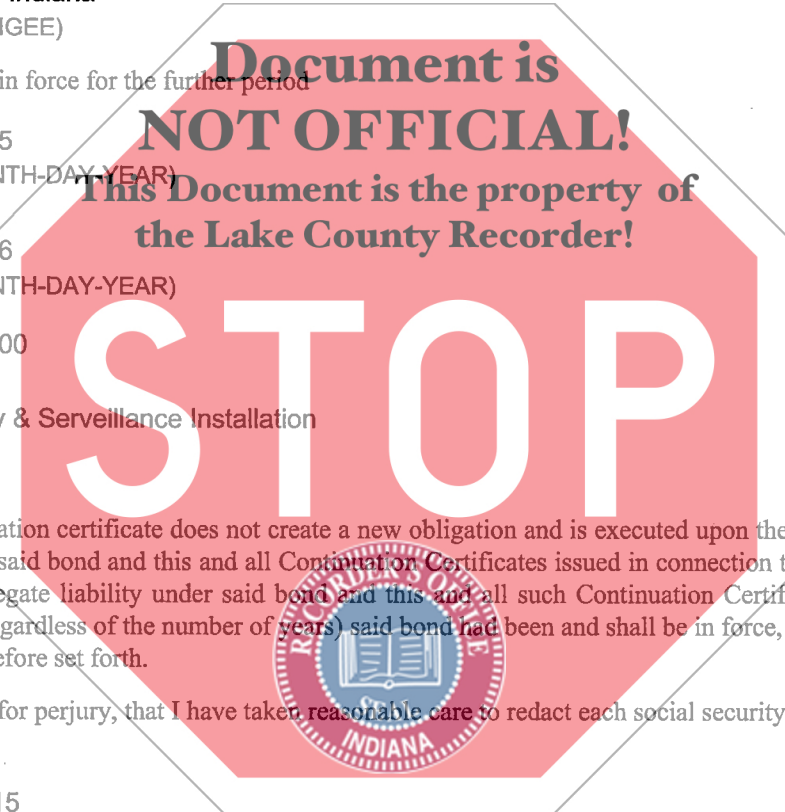 Indiana
IGEE)
Document is
in force for the further period
NOT OFFICIAL!
5
NTH-DAY-YEAR)
This Document is the property of
the Lake County Recorder!
6
NTH-DAY-YEAR)
00
STOP
& Serveillance Installation
ation certificate does not create a new obligation and is executed upon the
said bond and this and all Continuation Certificates issued in connection t
egate liability under said bond and this and all such Continuation Certif
gardless of the number of years) said bond had been and shall be in force,
efore set forth.
RECORDER'S OFFICE
for perjury, that I have taken reasonable care to redact each social security
INDIANA
15